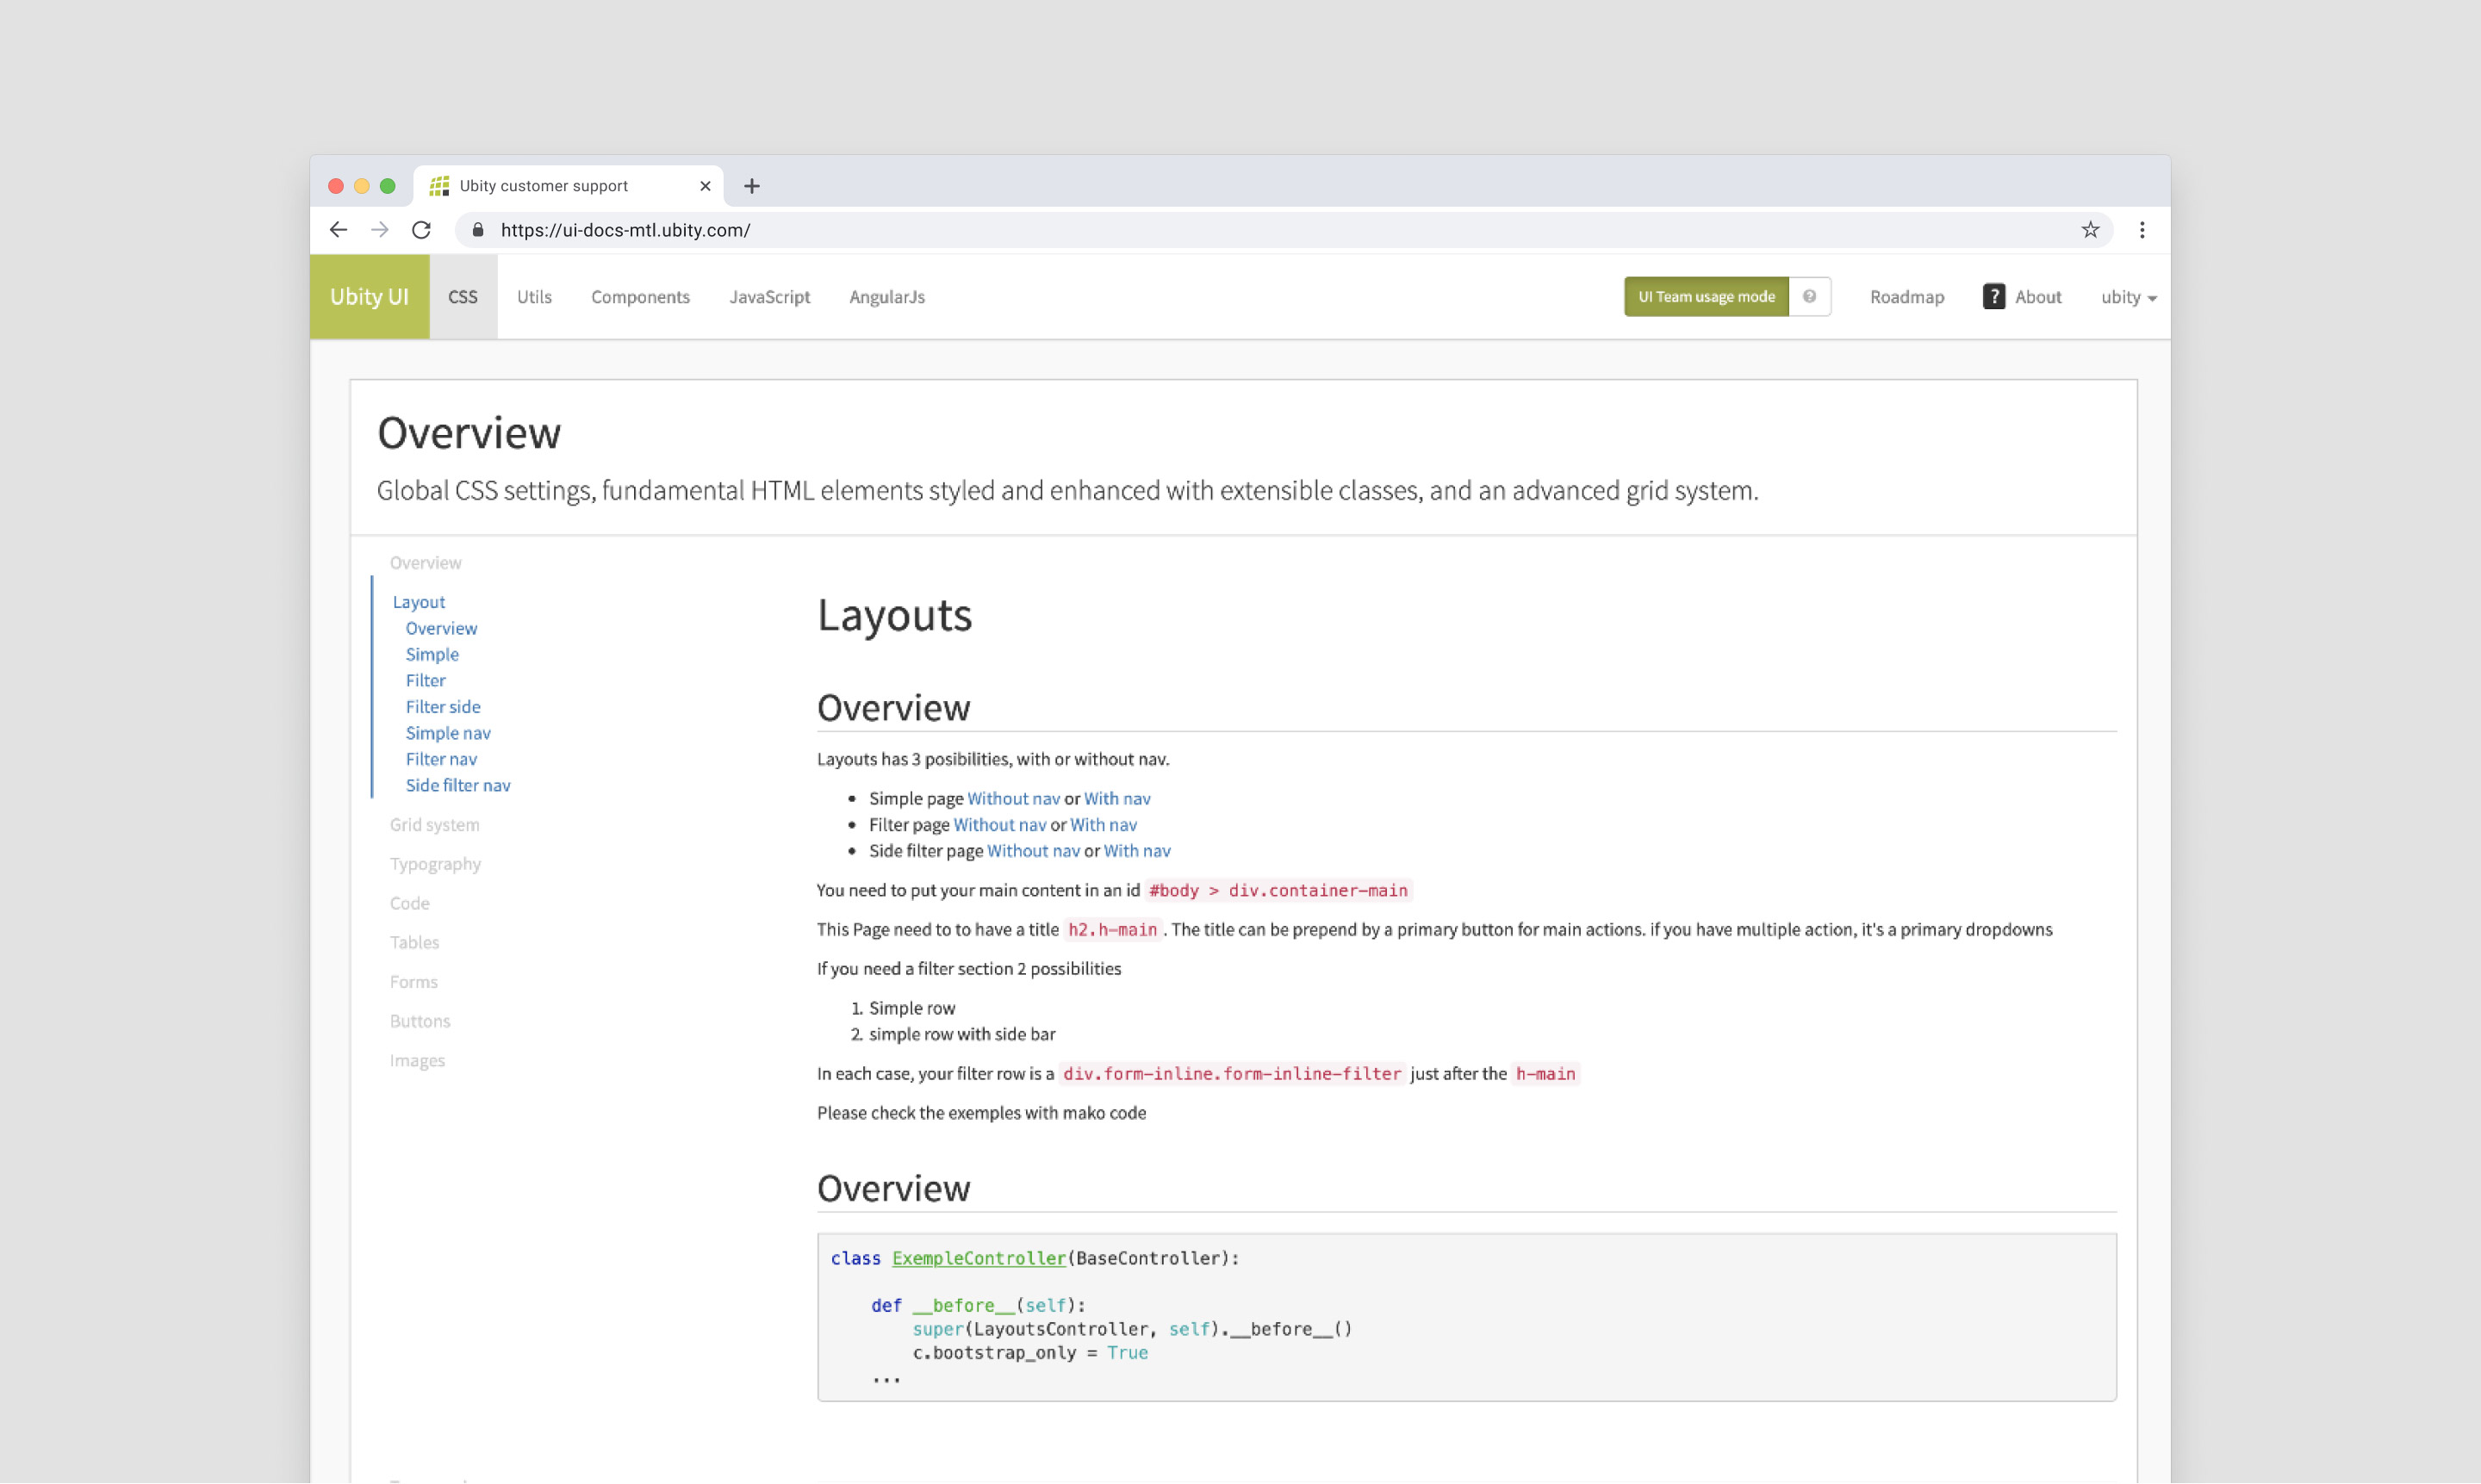 Ubity customer support
https://ui-docs-mtl.ubity.com/
Ubity UI CSS Utils Components JavaScript AngularJs UI Team usage mode ? Roadmap ? About ubity
Overview
Global CSS settings, fundamental HTML elements styled and enhanced with extensible classes, and an advanced grid system.
Overview
Layout
Overview
Simple
Filter
Filter side
Simple nav
Filter nav
Side filter nav
Grid system
Typography
Code
Tables
Forms
Buttons
Images
Layouts
Overview
Layouts has 3 posibilities, with or without nav.
• Simple page Without nav or With nav
• Filter page Without nav or With nav
• Side filter page Without nav or With nav
You need to put your main content in an id #body > div.container-main
This Page need to to have a title h2.h-main . The title can be prepend by a primary button for main actions. if you have multiple action, it's a primary dropdowns
If you need a filter section 2 possibilities
1. Simple row
2. simple row with side bar
In each case, your filter row is a div.form-inline.form-inline-filter just after the h-main
Please check the exemples with mako code
Overview
class ExempleController(BaseController):
def __before__(self):
super(LayoutsController, self).__before__()
c.bootstrap_only = True
...